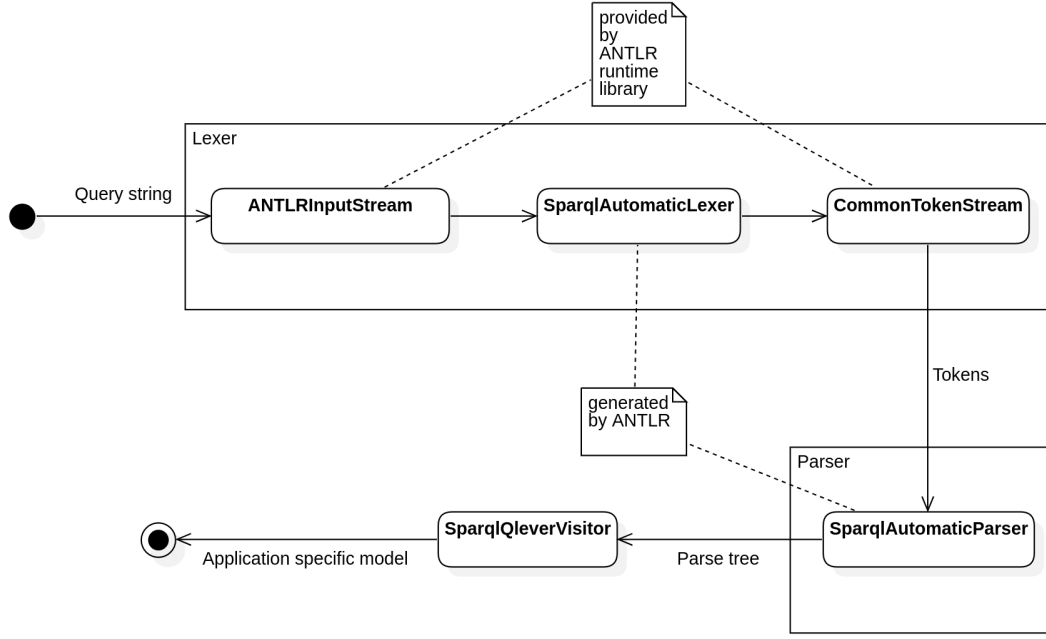 provided
by
ANTLR
runtime
library
Lexer
Query string
ANTLRInputStream
SparqlAutomaticLexer
CommonTokenStream
Tokens
generated
by ANTLR
Parser
SparqlQleverVisitor
SparqlAutomaticParser
Application specific model
Parse tree